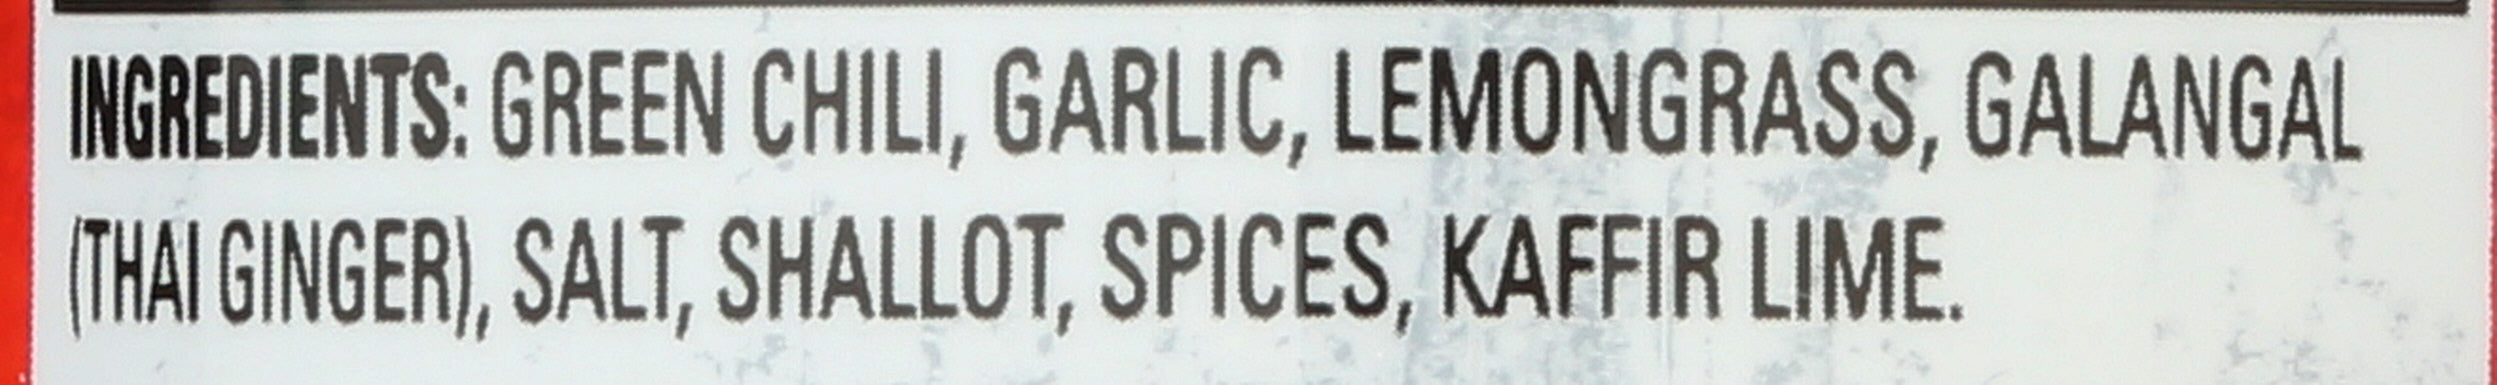 INGREDIENTS: GREEN CHILI, GARLIC, LEMONGRASS, GALANGAL
(THAI GINGER), SALT, SHALLOT, SPICES, KAFFIR LIME.